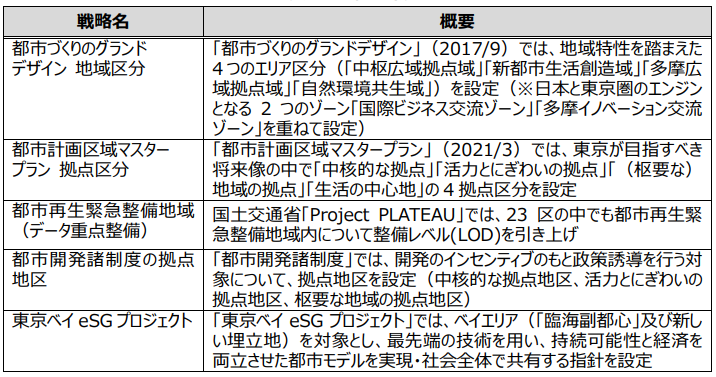 戦略名
概要
都市づくりのグランド
デザイン 地域区分
「都市づくりのグランドデザイン」（2017/9）では、地域特性を踏まえた
４つのエリア区分（「中枢広域拠点域」「新都市生活創造域」「多摩広
域拠点域」「自然環境共生域」）を設定（※日本と東京圏のエンジン
となる ２ つのゾーン「国際ビジネス交流ゾーン」「多摩イノベーション交流
ゾーン」を重ねて設定）
都市計画区域マスター
プラン 拠点区分
「都市計画区域マスタープラン」（2021/3）では、東京が目指すべき
将来像の中で「中核的な拠点」「活力とにぎわいの拠点」「（枢要な）
地域の拠点」「生活の中心地」の４拠点区分を設定
都市再生緊急整備地域
（データ重点整備）
国土交通省「Project PLATEAU」では、23 区の中でも都市再生緊
急整備地域内について整備レベル(LOD)を引き上げ
都市開発諸制度の拠点
地区
「都市開発諸制度」では、開発のインセンティブのもと政策誘導を行う対
象について、拠点地区を設定（中核的な拠点地区、活力とにぎわいの
拠点地区、枢要な地域の拠点地区）
東京ベイ eSG プロジェクト
「東京ベイ eSG プロジェクト」では、ベイエリア（「臨海副都心」及び新し
い埋立地）を対象とし、最先端の技術を用い、持続可能性と経済を
両立させた都市モデルを実現・社会全体で共有する指針を設定